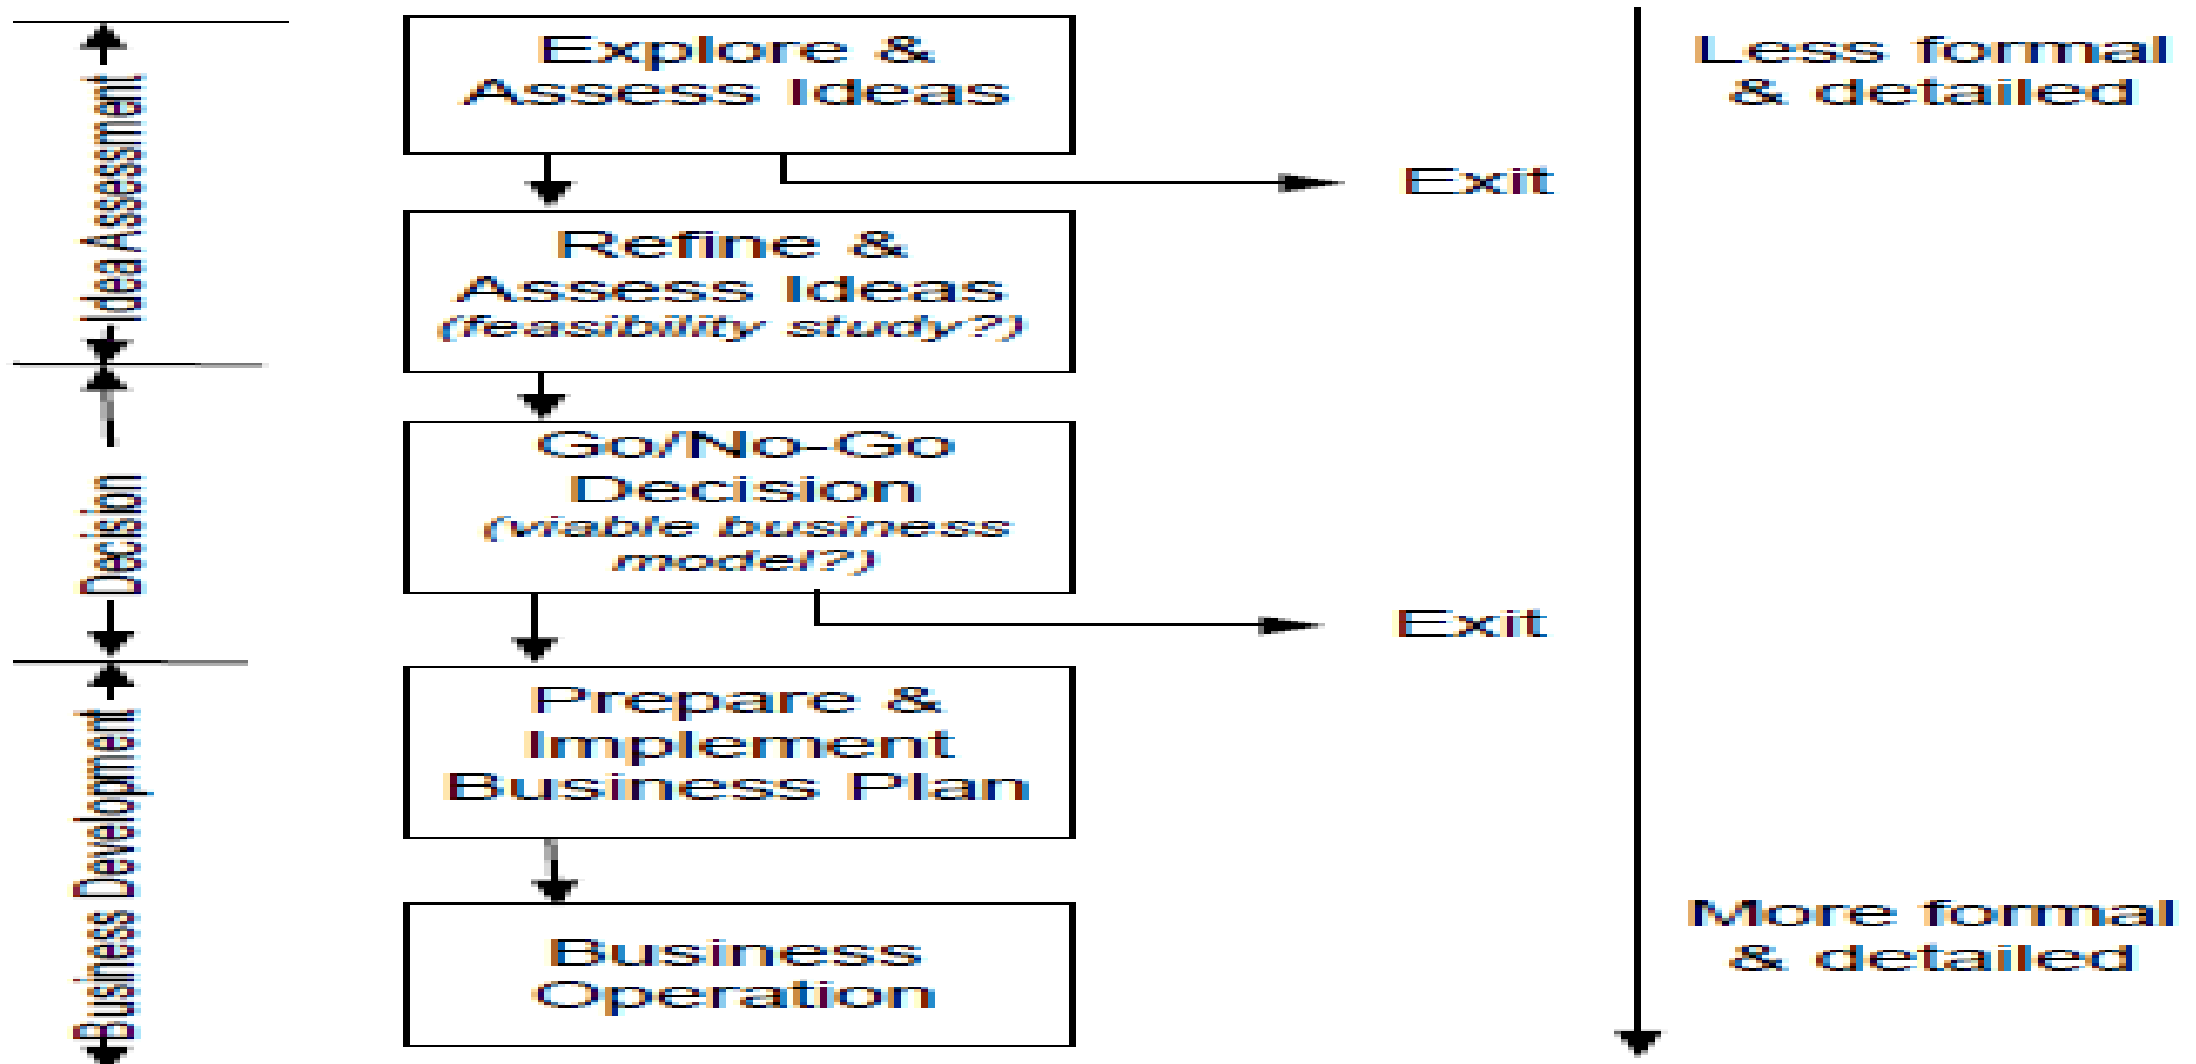 Idea Assessment
Decision
Business Development
Explore &
Assess Ideas
Exit
Refine &
Assess Ideas
(feasibility study?)
Go/No-Go
Decision
(viable business
model?)
Exit
Prepare &
Implement
Business Plan
Business
Operation
Less formal
& detailed
More formal
& detailed